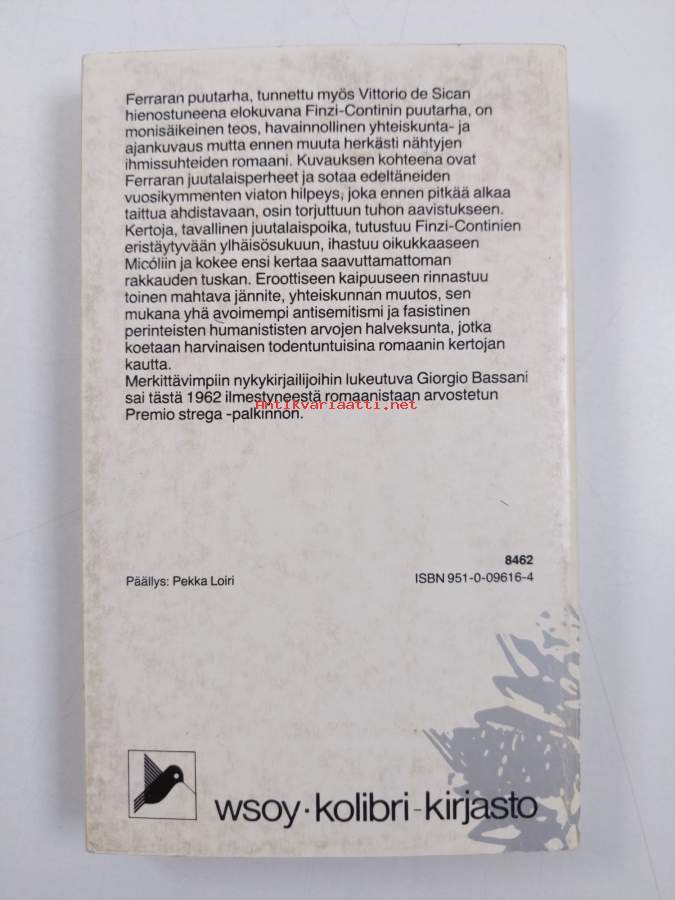 Ferraran puutarha, tunnettu myös Vittorio de Sican
hienostuneena elokuvana Finzi-Continin puutarha, on
monisäikeinen teos, havainnollinen yhteiskunta- ja
ajankuvaus mutta ennen muuta herkästi nähtyjen
ihmissuhteiden romaani. Kuvauksen kohteena ovat
Ferraran juutalaisperheet ja sotaa edeltäneiden
vuosikymmenten viaton hilpeys, joka ennen pitkää alkaa
taittua ahdistavaan, osin torjuttuun tuhon aavistukseen.
Kertoja, tavallinen juutalaispoika, tutustuu Finzi-Continien
eristäytyvään ylhäisösukuun, ihastuu oikukkaaseen
Micóliin ja kokee ensi kertaa saavuttamattoman
rakkauden tuskan. Eroottiseen kaipuuseen rinnastuu
toinen mahtava jännite, yhteiskunnan muutos, sen
mukana yhä avoimempi antisemitismi ja fasistinen
perinteisten humanististen arvojen halveksunta, jotka
koetaan harvinaisen todentuntuisina romaanin kertojan
kautta.
Merkittävimpiin nykykirjailijoihin lukeutuva Giorgio Bassani
sai tästä 1962 ilmestyneestä romaanistaan arvostetun
Antikvariaatti.net
Premio strega -palkinnon.
8462
Päällys: Pekka Loiri
ISBN 951-0-09616-4
wsoy·kolibri-kirjasto